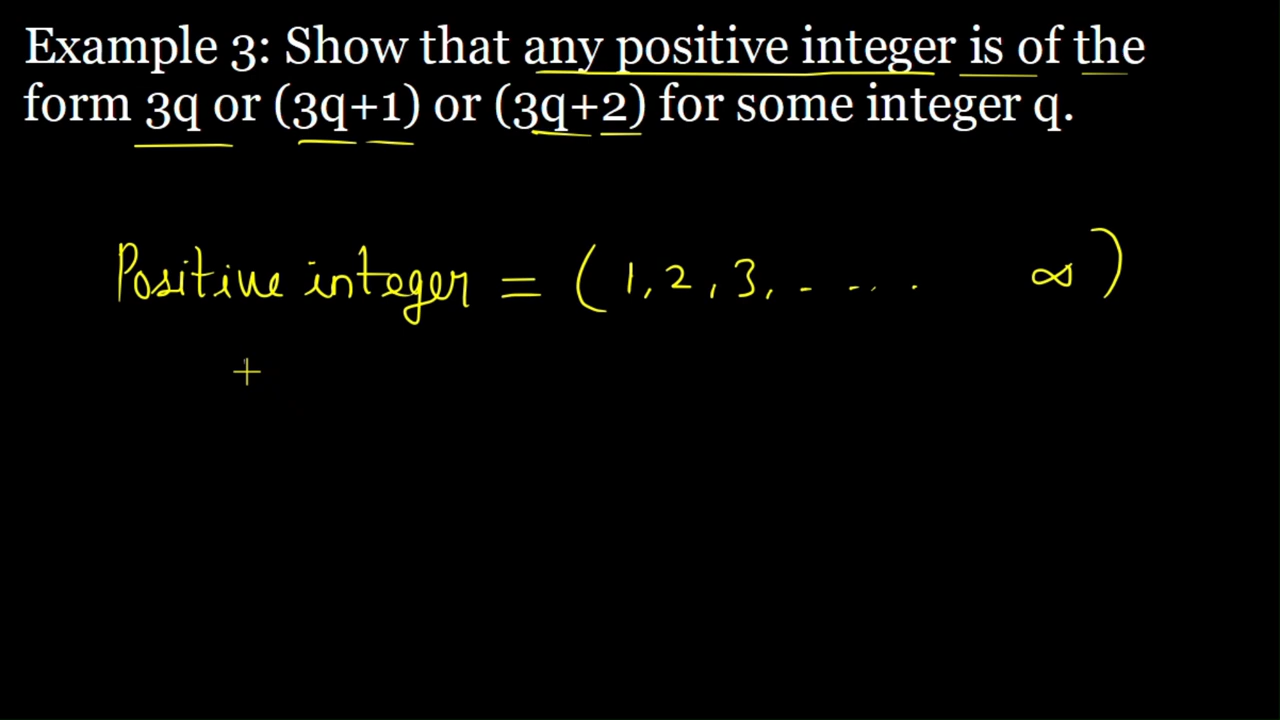 Example 3: Show that any positive integer is of the
form 3q or (3q+1) or (3q+2) for some integer q.
Positive integer = ( 1, 2, 3, - - .. . ∞ )
+